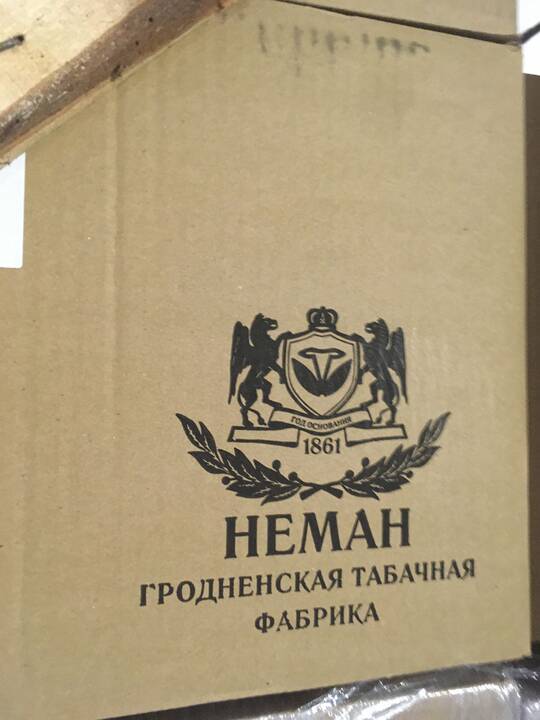 ГОД ОСНОВАНИЯ
1861
НЕМАН
ГРОДНЕНСКАЯ ТАБАЧНАЯ
ФАБРИКА